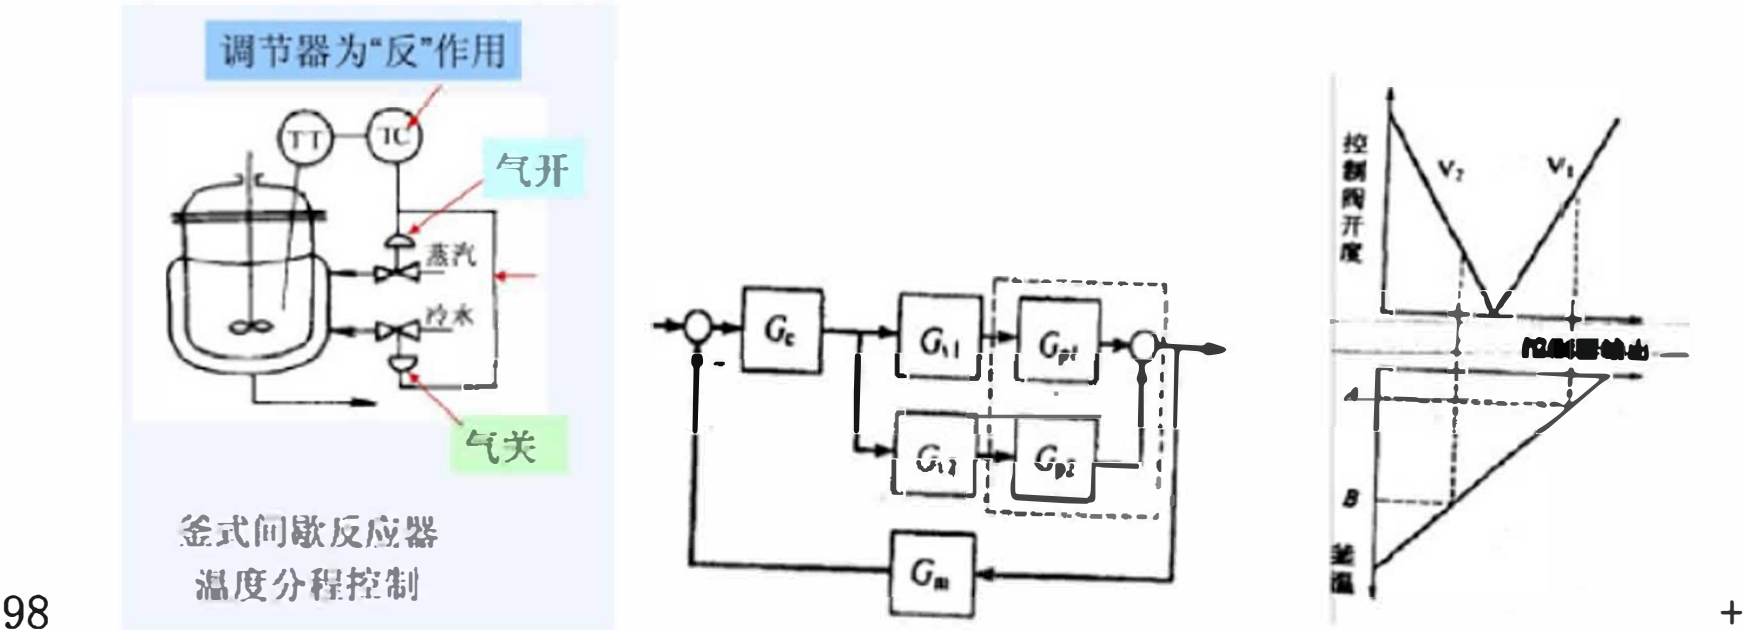 调节器为“反”作用
TT
TC
气开
蒸汽
冷水
气关
釜式间歇反应器
温度分程控制
98
Gc
Gv1
Gp1
-
Gv2
Gp2
Gm
控制阀开度
V₂
V₁
A
B
釜温
+